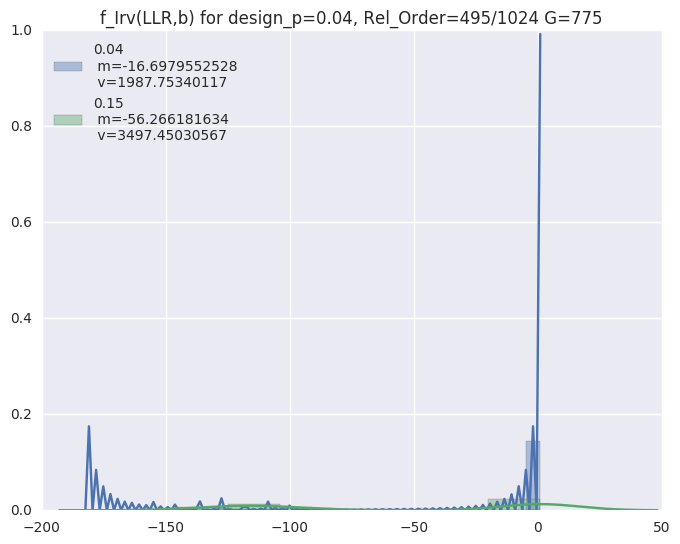 f_Irv(LLR,b) for design_p=0.04, Rel_Order=495/1024 G=775
1.0
0.8
0.6
0.4
0.2
0.0
0.04
m=-16.6979552528
v=1987.75340117
0.15
m=-56.266181634
v=3497.45030567
−200
−150
−100
−50
0
50